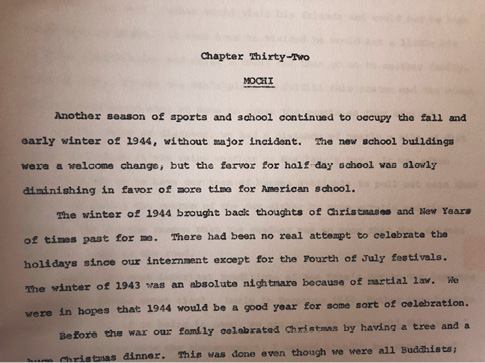 Chapter Thirty-Two
MOCHI
Another season of sports and school continued to occupy the fall and
early winter of 1944, without major incident. The new school buildings
were a welcome change, but the fervor for half-day school was slowly
diminishing in favor of more time for American school.
The winter of 1944 brought back thoughts of Christmases and New Years
of times past for me. There had been no real attempt to celebrate the
holidays since our internment except for the Fourth of July festivals.
The winter of 1943 was an absolute nightmare because of martial law. We
were in hopes that 1944 would be a good year for some sort of celebration.
Before the war our family celebrated Christmas by having a tree and a
huge Christmas dinner. This was done even though we were all Buddhists;